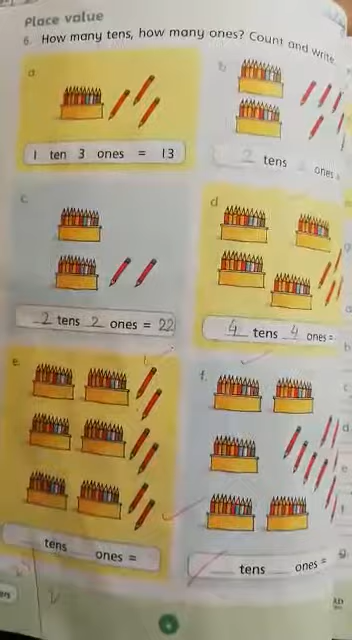 Place value
6. How many tens, how many ones? Count and write.
a
b
1 ten 3 ones = 13
2 tens ones =
c.
d
2 tens 2 ones = 22
4 tens 4 ones =
e.
f.
tens ones =
tens ones =